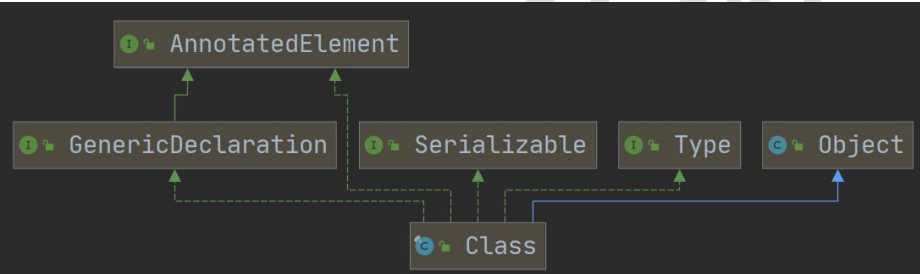 I AnnotatedElement
I GenericDeclaration
I Serializable
I Type
C Object
C Class